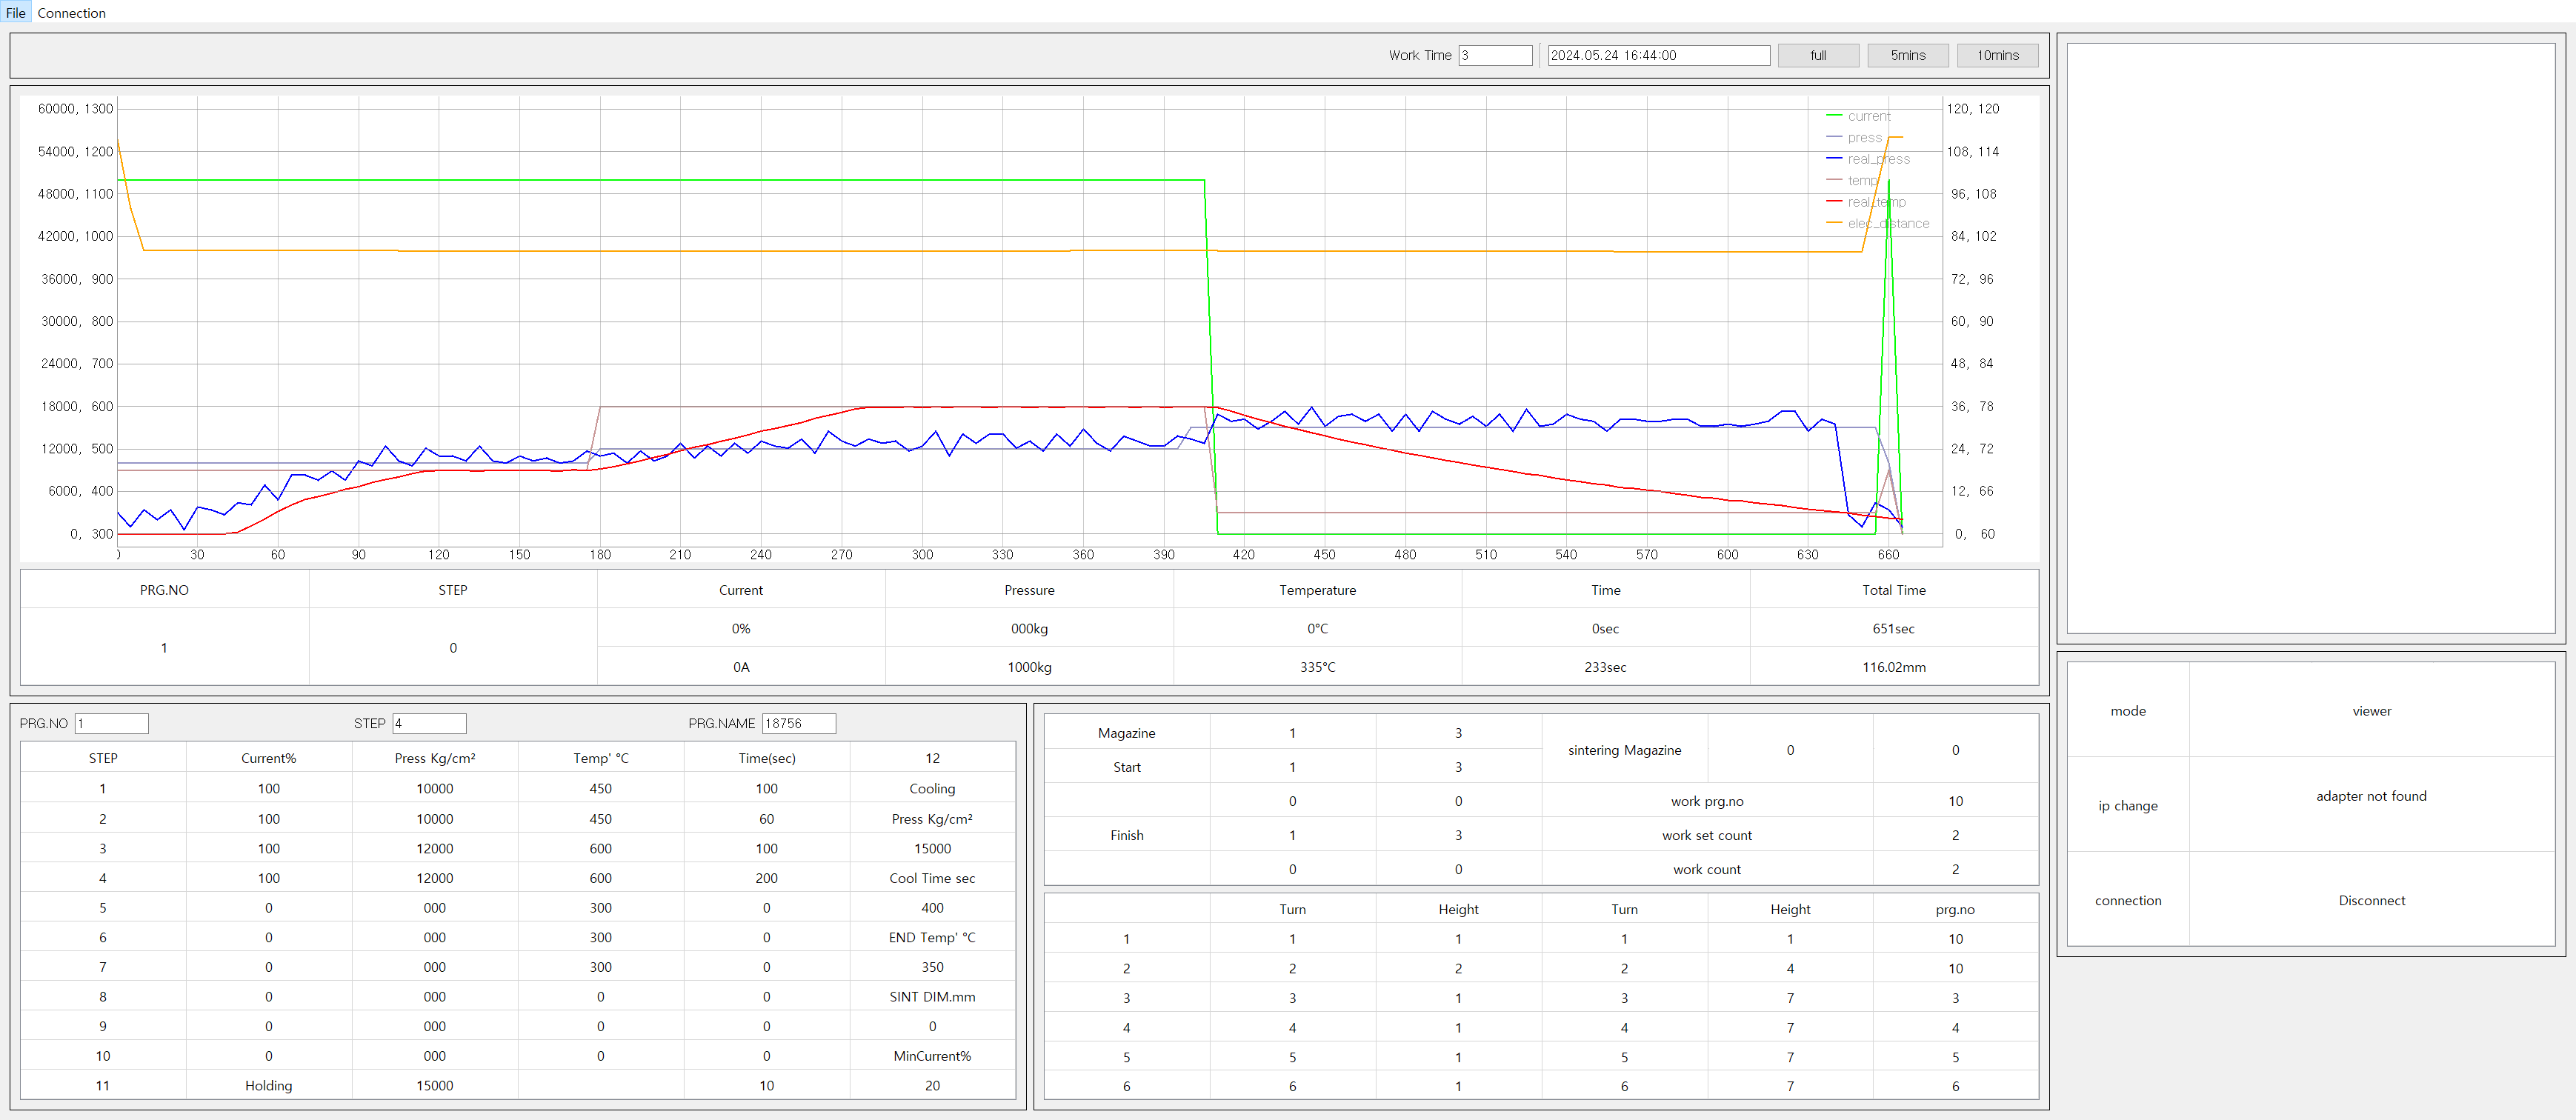 File Connection
Work Time 3 2024.05.24 16:44:00 full 5mins 10mins
60000, 1300 120, 120
current
press
54000, 1200 108, 114
real_press
temp
48000, 1100 96, 108
real_temp
elec_distance
42000, 1000 84, 102
36000, 900 72, 96
30000, 800 60, 90
24000, 700 48, 84
18000, 600 36, 78
12000, 500 24, 72
6000, 400 12, 66
0, 300 0, 60
0 30 60 90 120 150 180 210 240 270 300 330 360 390 420 450 480 510 540 570 600 630 660
PRG.NO STEP Current Pressure Temperature Time Total Time
0% 000kg 0℃ 0sec 651sec
1 0
0A 1000kg 335℃ 233sec 116.02mm
PRG.NO 1 STEP 4 PRG.NAME 18756
STEP Current% Press Kg/cm² Temp' ℃ Time(sec) 12
1 100 10000 450 100 Cooling
2 100 10000 450 60 Press Kg/cm²
3 100 12000 600 100 15000
4 100 12000 600 200 Cool Time sec
5 0 000 300 0 400
6 0 000 300 0 END Temp' ℃
7 0 000 300 0 350
8 0 000 0 0 SINT DIM.mm
9 0 000 0 0 0
10 0 000 0 0 MinCurrent%
11 Holding 15000 10 20
Magazine 1 3 sintering Magazine 0 0
Start 1 3
0 0 work prg.no 10
Finish 1 3 work set count 2
0 0 work count 2
Turn Height Turn Height prg.no
1 1 1 1 1 10
2 2 2 2 4 10
3 3 1 3 7 3
4 4 1 4 7 4
5 5 1 5 7 5
6 6 1 6 7 6
mode viewer
ip change adapter not found
connection Disconnect